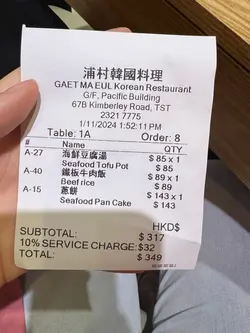 浦村韓國料理
GAET MA EUL Korean Restaurant
G/F, Pacific Building
67B Kimberley Road, TST
2321 7775
1/11/2024 1:52:11 PM
Table: 1A Order: 8
# Name QTY
A-27 海鮮豆腐湯 $ 85 x 1
Seafood Tofu Pot $ 85
A-40 鐵板牛肉飯 $ 89 x 1
Beef rice $ 89
A-15 蔥餅 $ 143 x 1
Seafood Pan Cake $ 143
HKD$
SUBTOTAL: $ 317
10% SERVICE CHARGE: $32
TOTAL: $ 349